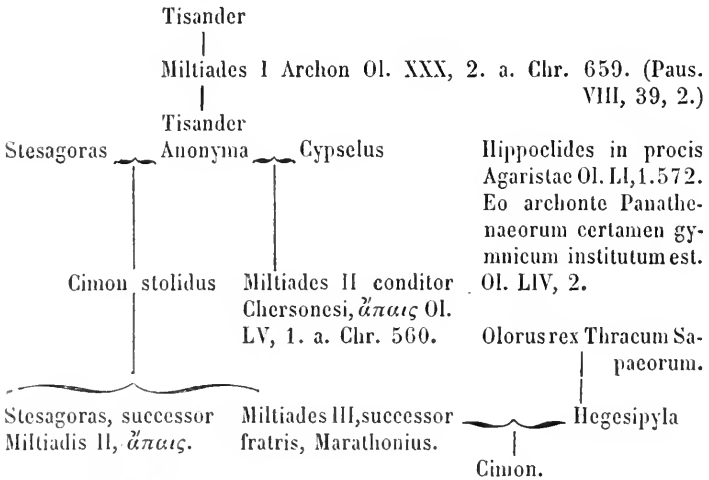 Tisander
Miltiades I Archon Ol. XXX, 2. a. Chr. 659. (Paus.
VIII, 39, 2.)
Tisander
Stesagoras Anonyma Cypselus
Hippoclides in procis
Agaristae Ol. LI, 1. 572.
Eo archonte Panathe-
naeorum certamen gy-
mnicum institutum est.
Ol. LIV, 2.
Cimon stolidus
Miltiades II conditor
Chersonesi, ἄπαις Ol.
LV, 1. a. Chr. 560.
Olorus rex Thracum Sa-
paeorum.
Stesagoras, successor
Miltiadis II, ἄπαις.
Miltiades III, successor
fratris, Marathonius.
Hegesipyla
Cimon.